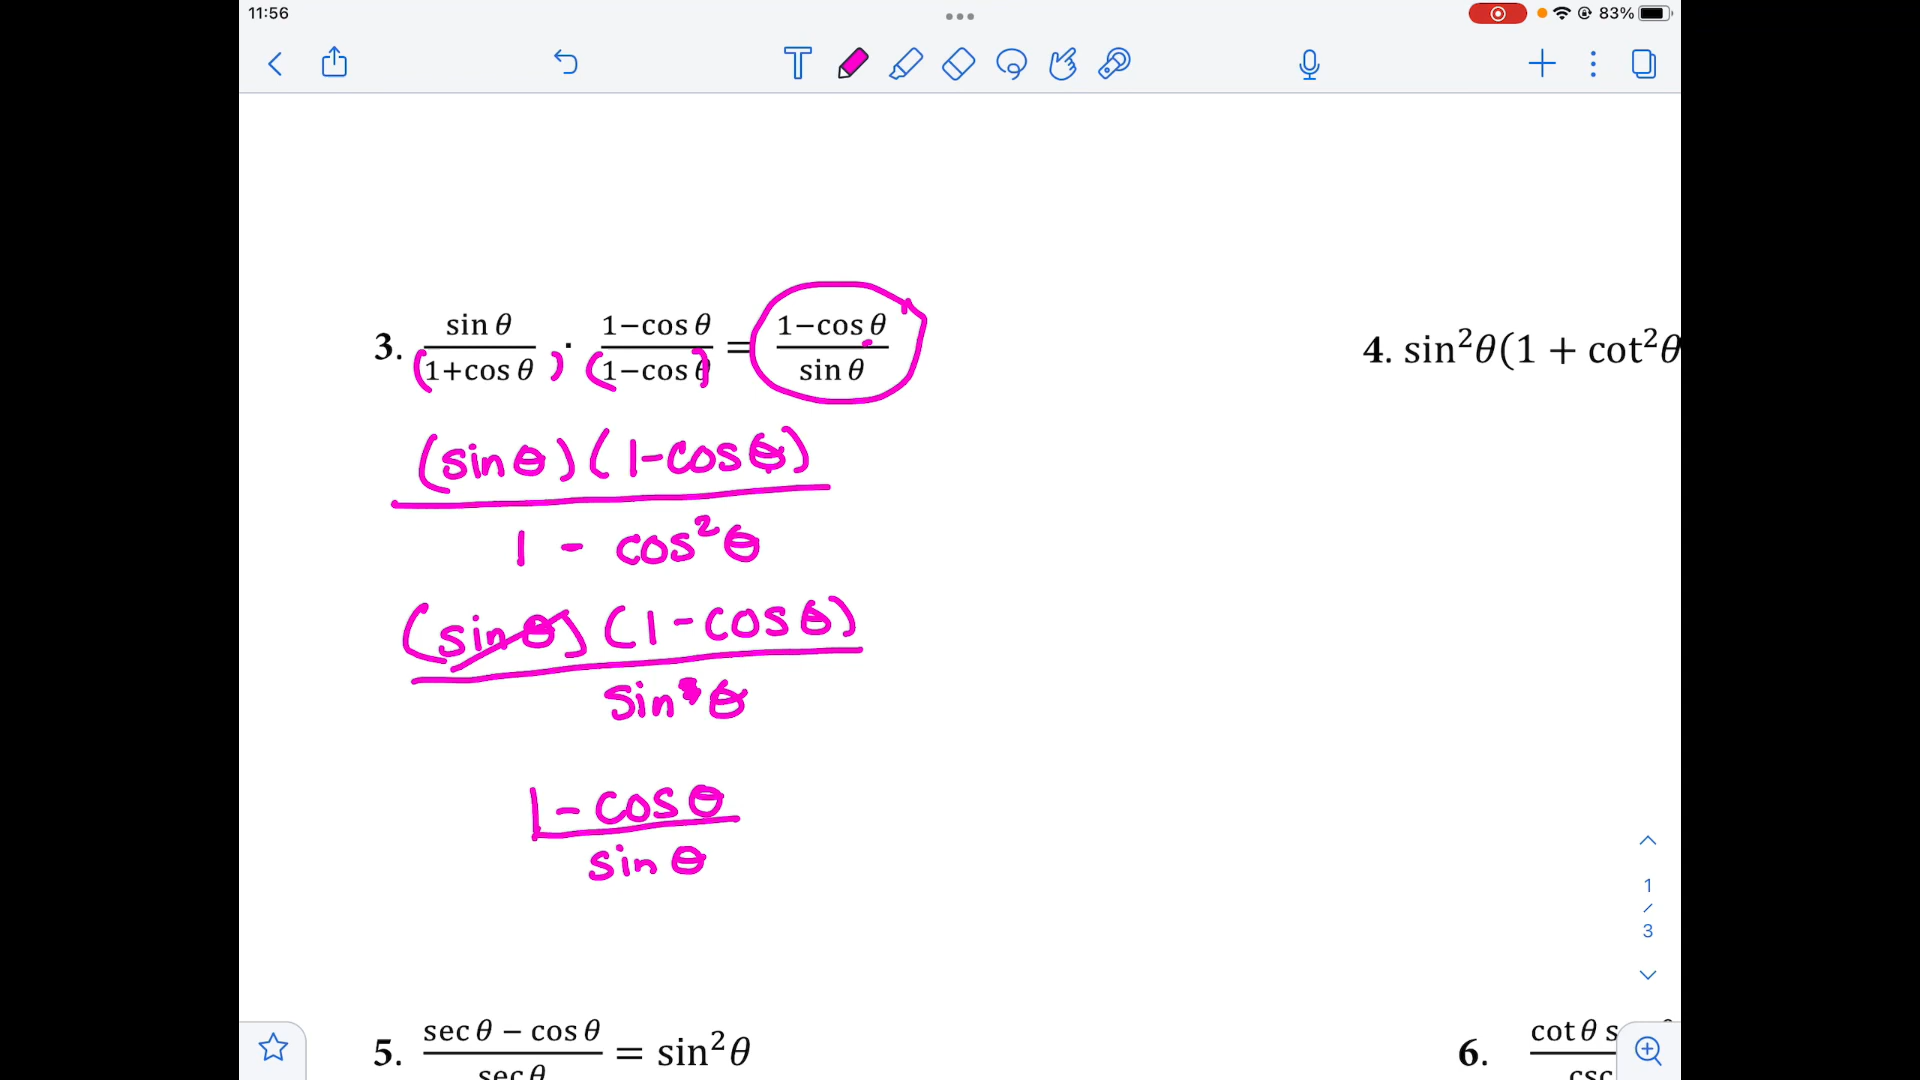 11:56
83%
3. sin θ / 1+cos θ · 1−cos θ / 1−cos θ = 1−cos θ / sin θ
4. sin²θ(1 + cot²θ
(sin θ)(1-cos θ)
1 - cos²θ
(sin θ)(1-cos θ)
sin θ
1 - cos θ
sin θ
1
/
3
5. sec θ − cos θ / sec θ = sin²θ
6. cot θ s
csc